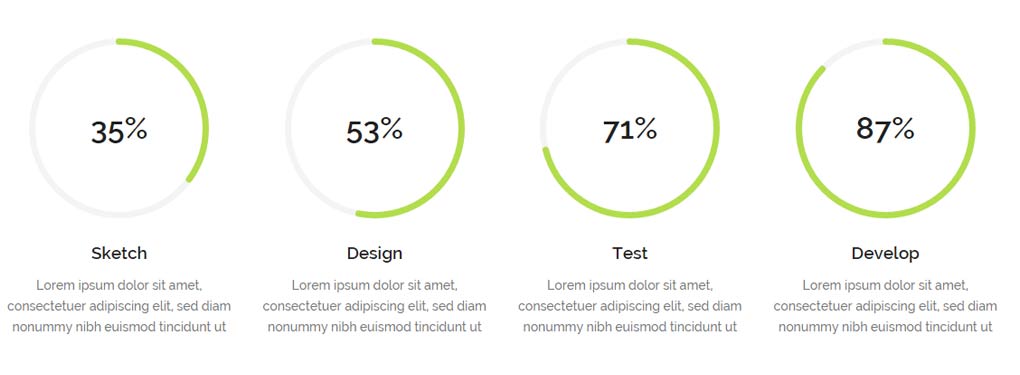 35%
53%
71%
87%
Sketch
Design
Test
Develop
Lorem ipsum dolor sit amet,
consectetuer adipiscing elit, sed diam
nonummy nibh euismod tincidunt ut
Lorem ipsum dolor sit amet,
consectetuer adipiscing elit, sed diam
nonummy nibh euismod tincidunt ut
Lorem ipsum dolor sit amet,
consectetuer adipiscing elit, sed diam
nonummy nibh euismod tincidunt ut
Lorem ipsum dolor sit amet,
consectetuer adipiscing elit, sed diam
nonummy nibh euismod tincidunt ut